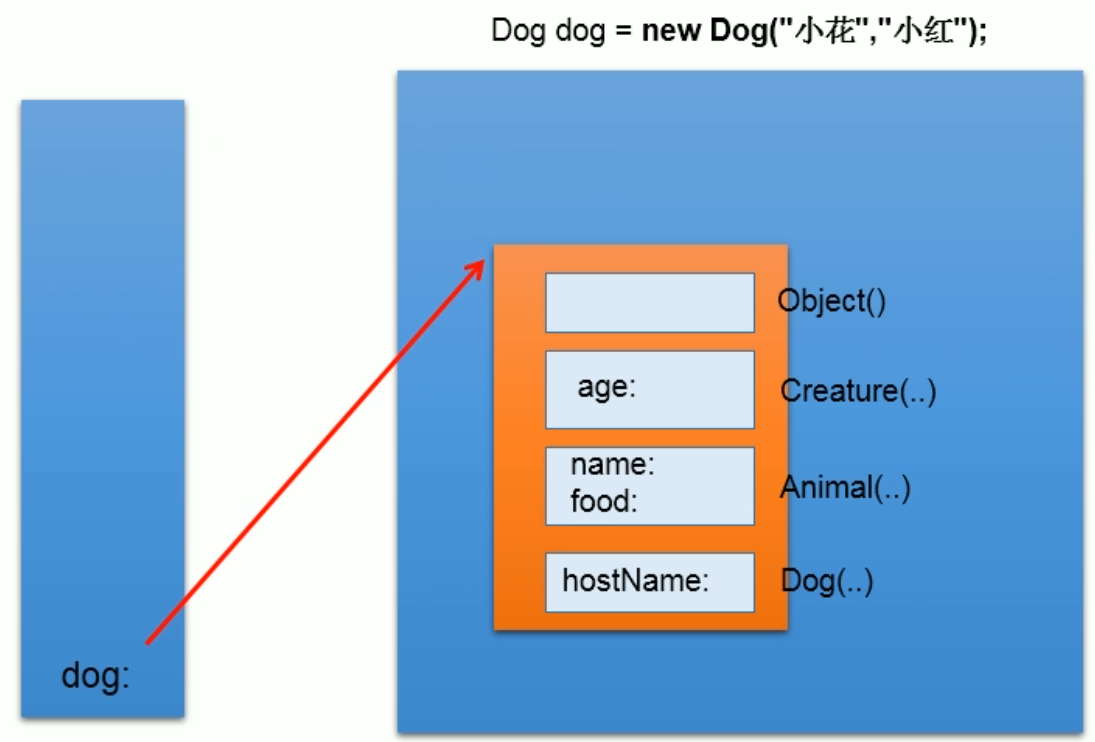 Dog dog = new Dog("小花","小红");
Object()
age:
Creature(..)
name:
food:
Animal(..)
hostName:
Dog(..)
dog: